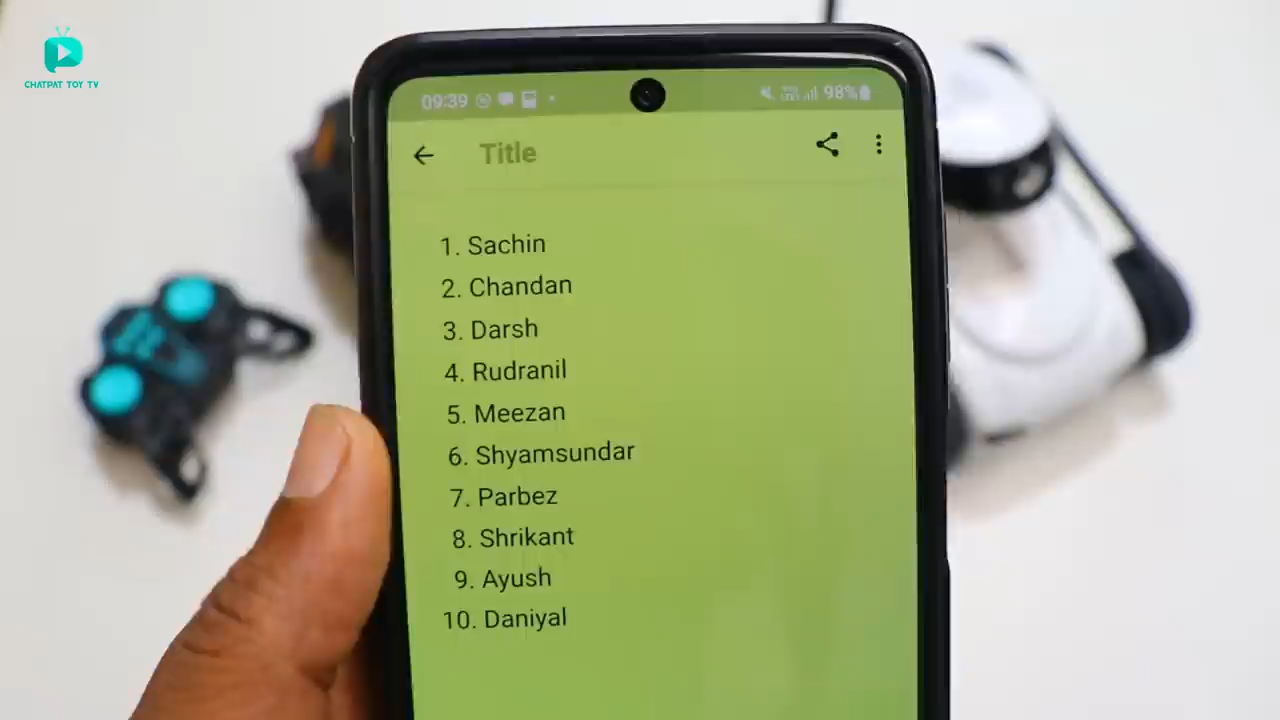 CHATPAT TOY TV
09:39 98%
Title
1. Sachin
2. Chandan
3. Darsh
4. Rudranil
5. Meezan
6. Shyamsundar
7. Parbez
8. Shrikant
9. Ayush
10. Daniyal